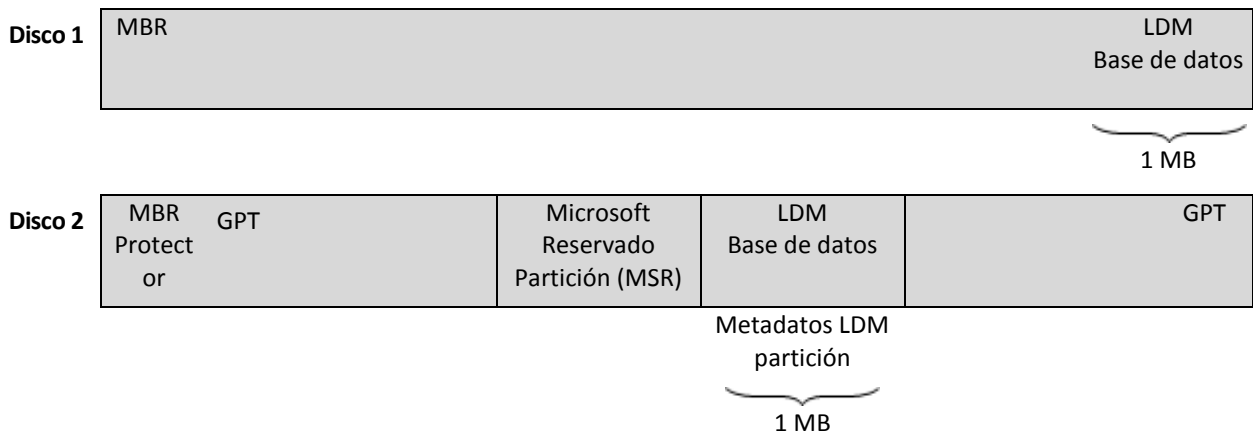 Disco 1
MBR
LDM
Base de datos
1 MB
Disco 2
MBR
Protect
or
GPT
Microsoft
Reservado
Partición (MSR)
LDM
Base de datos
GPT
Metadatos LDM
partición
1 MB